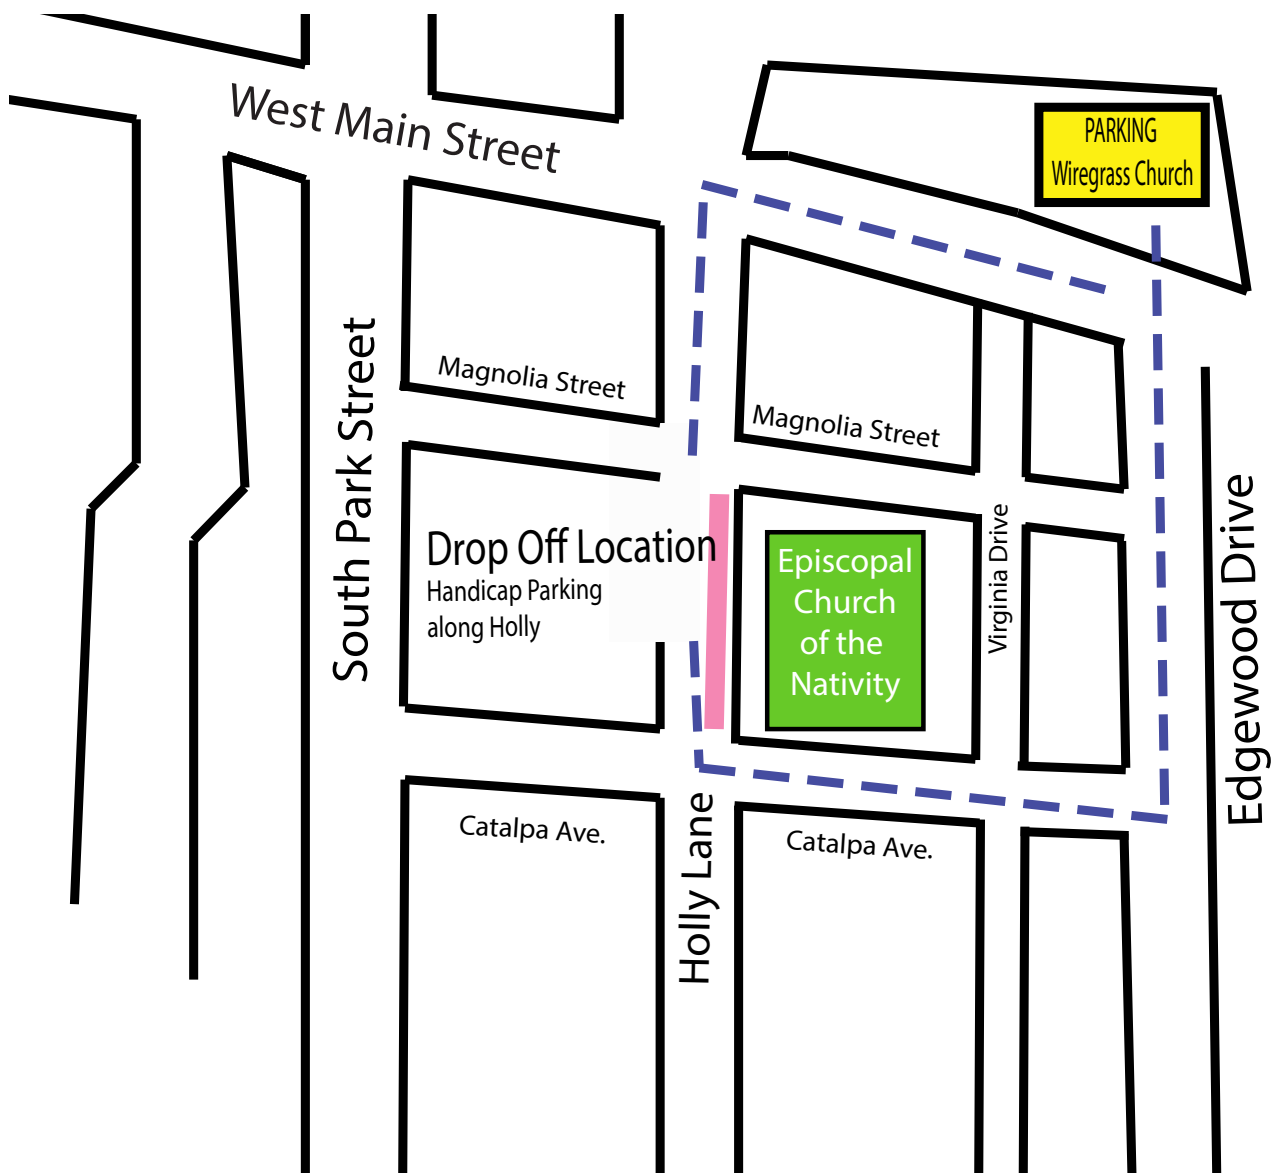 West Main Street
PARKING
Wiregrass Church
Magnolia Street
Magnolia Street
South Park Street
Drop Off Location
Handicap Parking
along Holly
Episcopal
Church
of the
Nativity
Virginia Drive
Edgewood Drive
Catalpa Ave.
Holly Lane
Catalpa Ave.